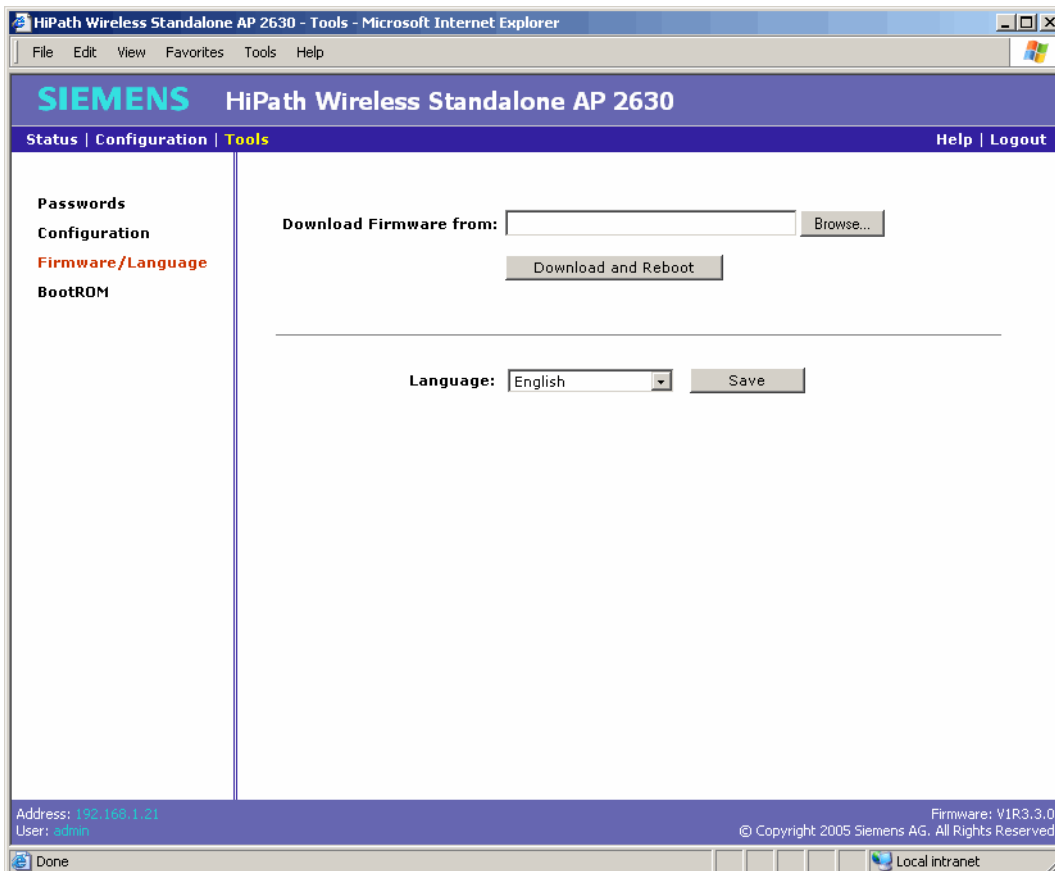 HiPath Wireless Standalone AP 2630 - Tools - Microsoft Internet Explorer
File Edit View Favorites Tools Help
SIEMENS HiPath Wireless Standalone AP 2630
Status | Configuration | Tools Help | Logout
Passwords
Configuration
Firmware/Language
BootROM
Download Firmware from: Browse...
Download and Reboot
Language: English Save
Address: 192.168.1.21 Firmware: V1R3.3.0
User: admin © Copyright 2005 Siemens AG. All Rights Reserved
Done Local intranet